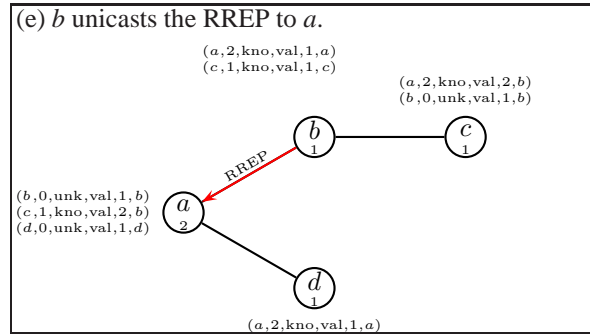 (e) b unicasts the RREP to a.
(a,2,kno,val,1,a)
(c,1,kno,val,1,c)
(a,2,kno,val,2,b)
(b,0,unk,val,1,b)
b
1
c
1
RREP
(b,0,unk,val,1,b)
(c,1,kno,val,2,b)
(d,0,unk,val,1,d)
a
2
d
1
(a,2,kno,val,1,a)